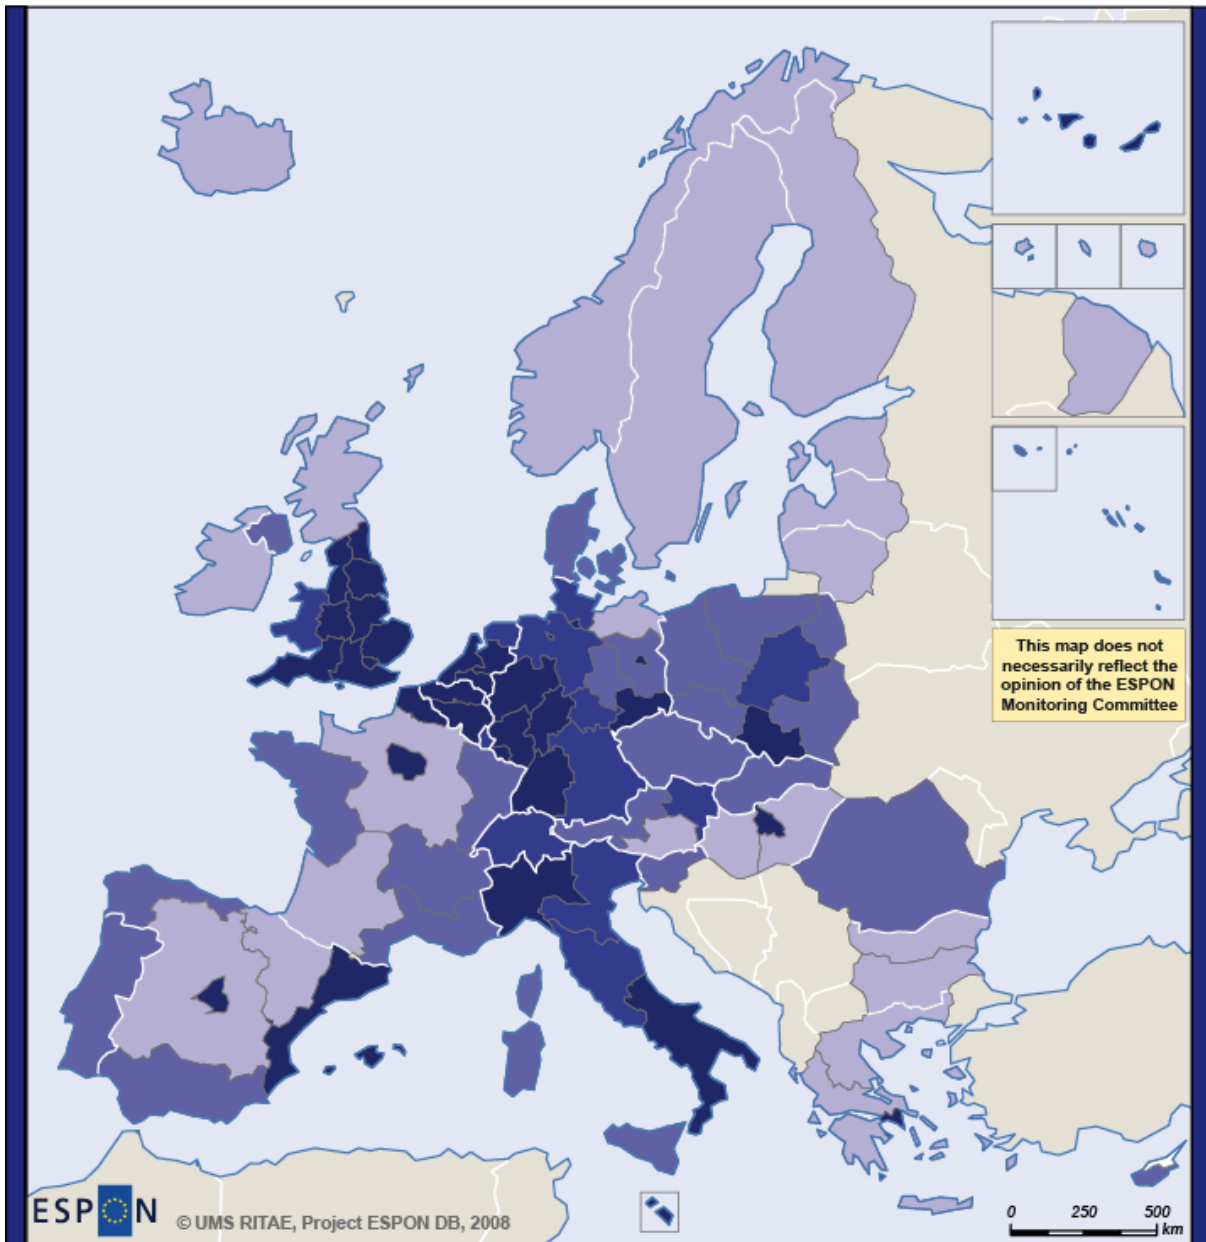 This map does not
necessarily reflect the
opinion of the ESPON
Monitoring Committee
ESPON
© UMS RITAE, Project ESPON DB, 2008
0 250 500
km